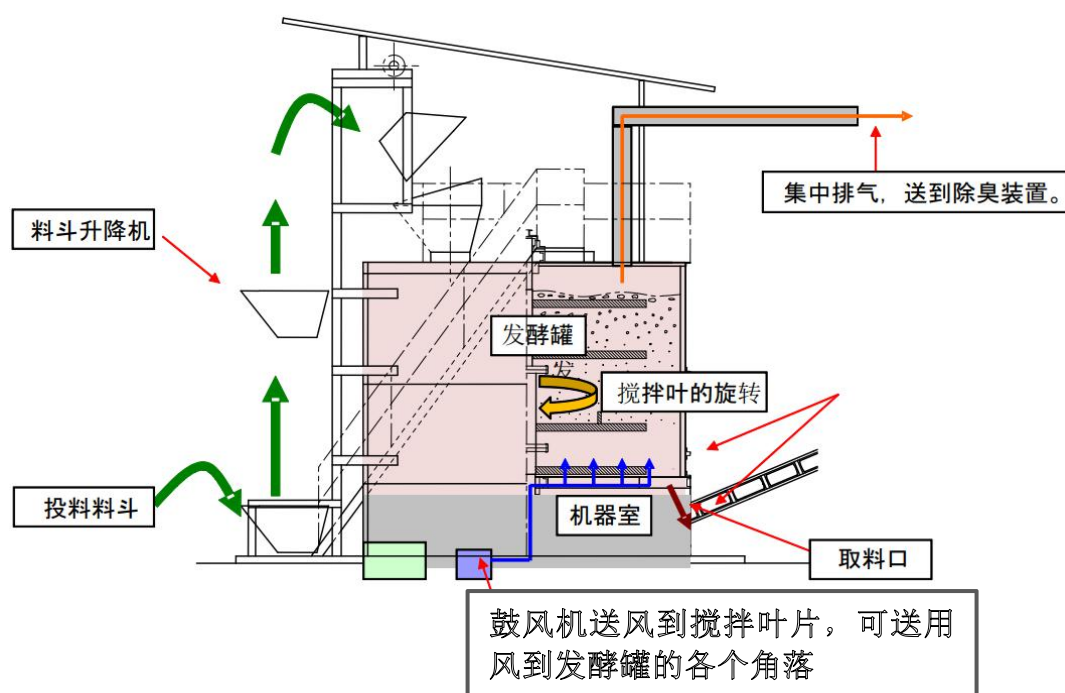 集中排气，送到除臭装置。
料斗升降机
发酵罐
发
搅拌叶的旋转
投料料斗
机器室
取料口
鼓风机送风到搅拌叶片，可送用
风到发酵罐的各个角落